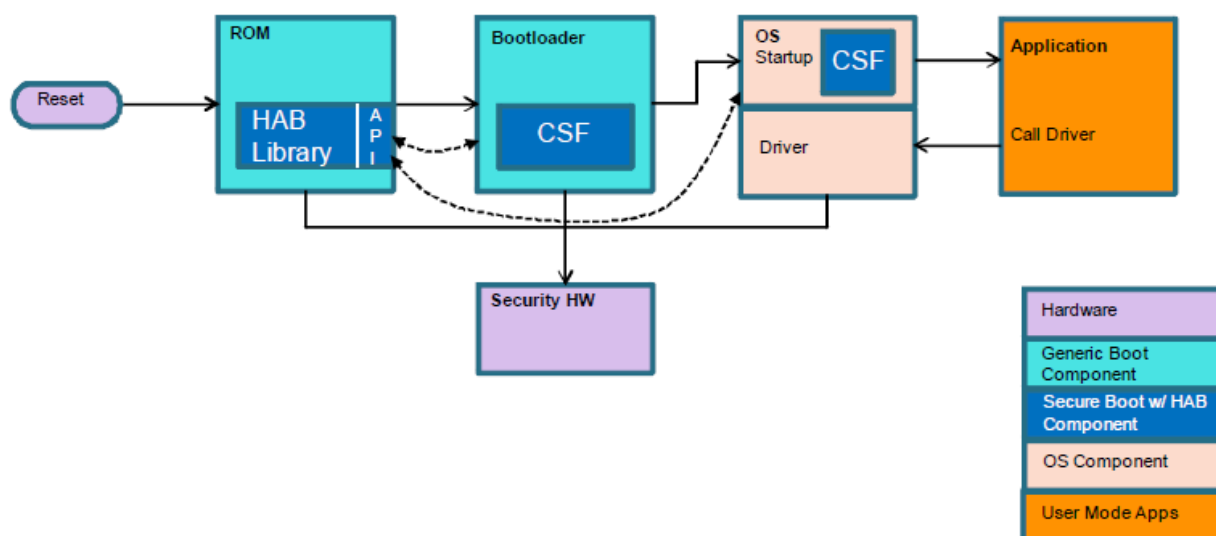 Reset
ROM
HAB
Library
A
P
I
Bootloader
CSF
OS
Startup
CSF
Driver
Application
Call Driver
Security HW
Hardware
Generic Boot
Component
Secure Boot w/ HAB
Component
OS Component
User Mode Apps